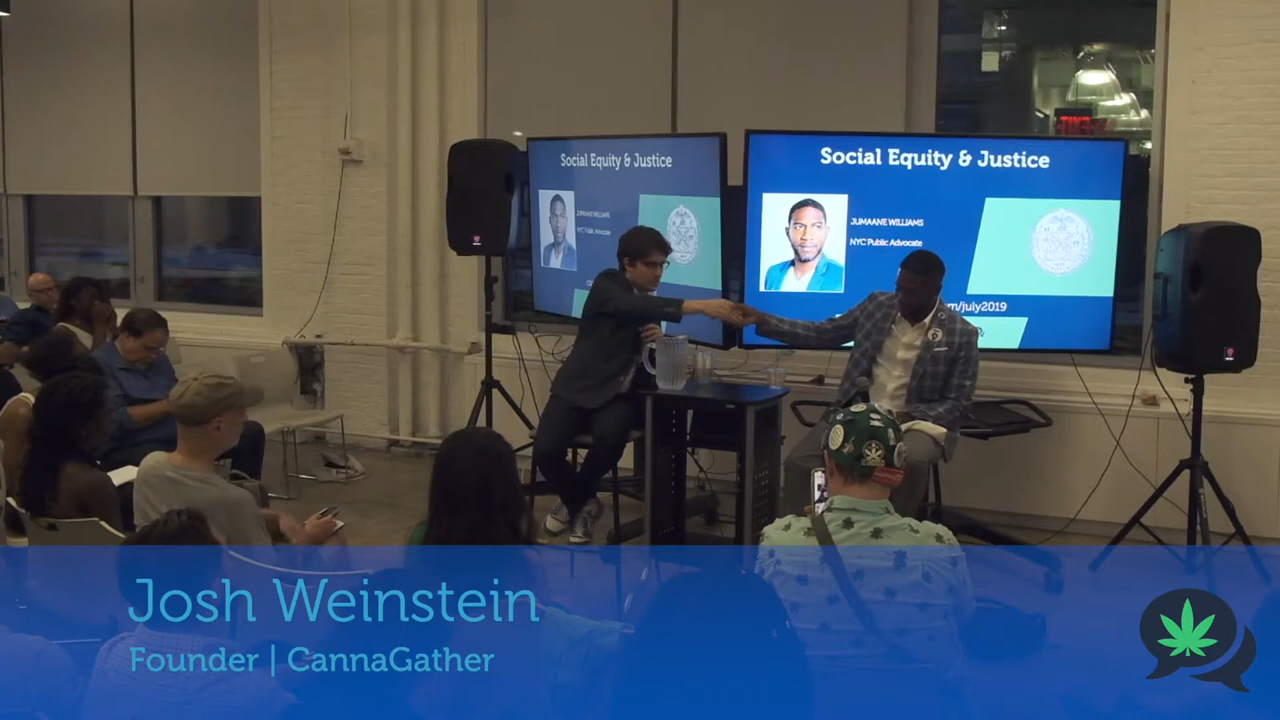 Social Equity & Justice
JUMAANE WILLIAMS
NYC Public Advocate
Social Equity & Justice
JUMAANE WILLIAMS
NYC Public Advocate
m/july2019
Josh Weinstein
Founder | CannaGather